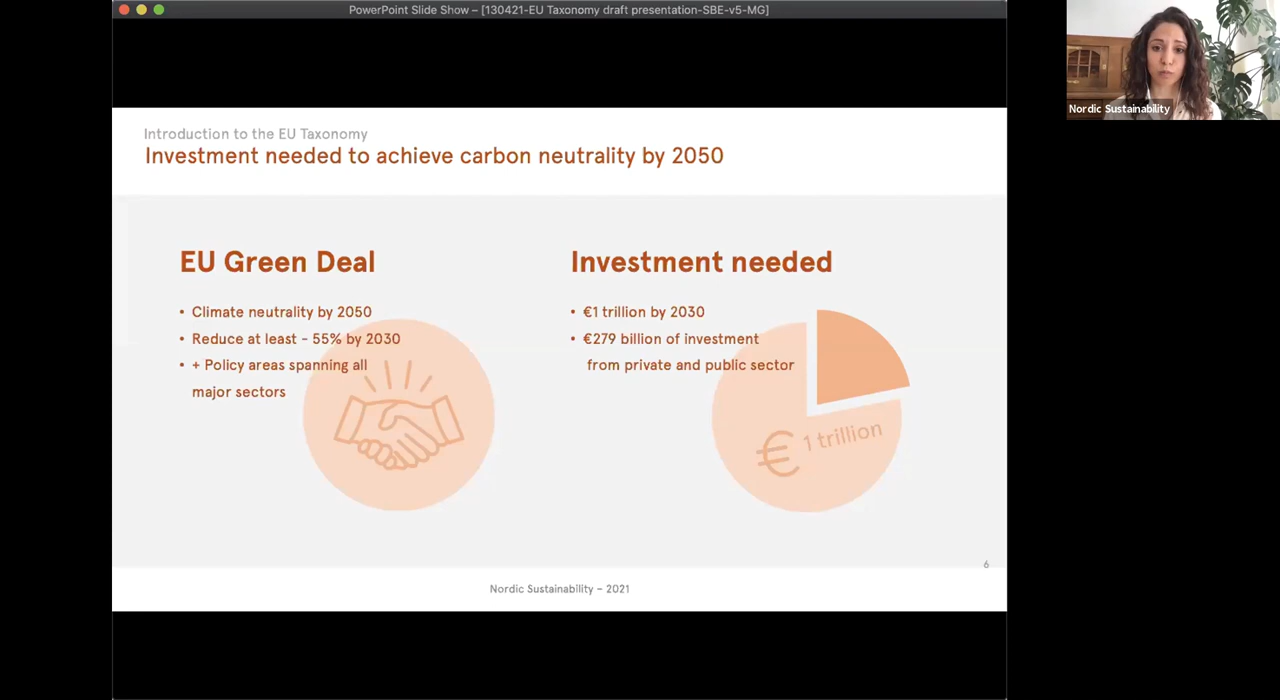 PowerPoint Slide Show – [130421-EU Taxonomy draft presentation-SBE-v5-MG]
Nordic Sustainability
Introduction to the EU Taxonomy
Investment needed to achieve carbon neutrality by 2050
EU Green Deal
• Climate neutrality by 2050
• Reduce at least - 55% by 2030
• + Policy areas spanning all
major sectors
Investment needed
• €1 trillion by 2030
• €279 billion of investment
from private and public sector
€ 1 trillion
6
Nordic Sustainability – 2021